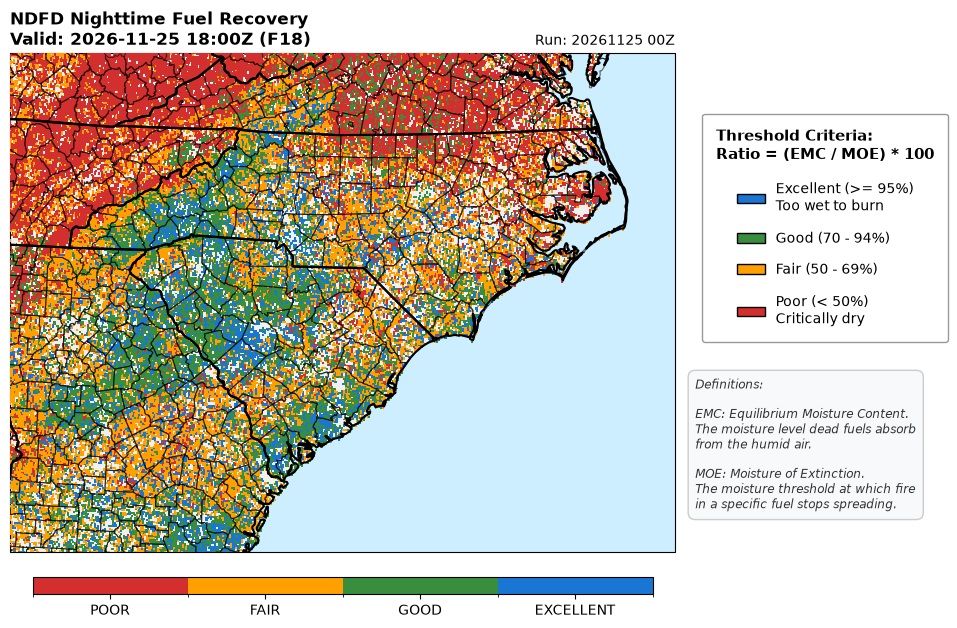 NDFD Nighttime Fuel Recovery
Valid: 2026-11-25 18:00Z (F18)
Run: 20261125 00Z
Threshold Criteria:
Ratio = (EMC / MOE) * 100
Excellent (>= 95%)
Too wet to burn
Good (70 - 94%)
Fair (50 - 69%)
Poor (< 50%)
Critically dry
Definitions:
EMC: Equilibrium Moisture Content.
The moisture level dead fuels absorb
from the humid air.
MOE: Moisture of Extinction.
The moisture threshold at which fire
in a specific fuel stops spreading.
POOR
FAIR
GOOD
EXCELLENT